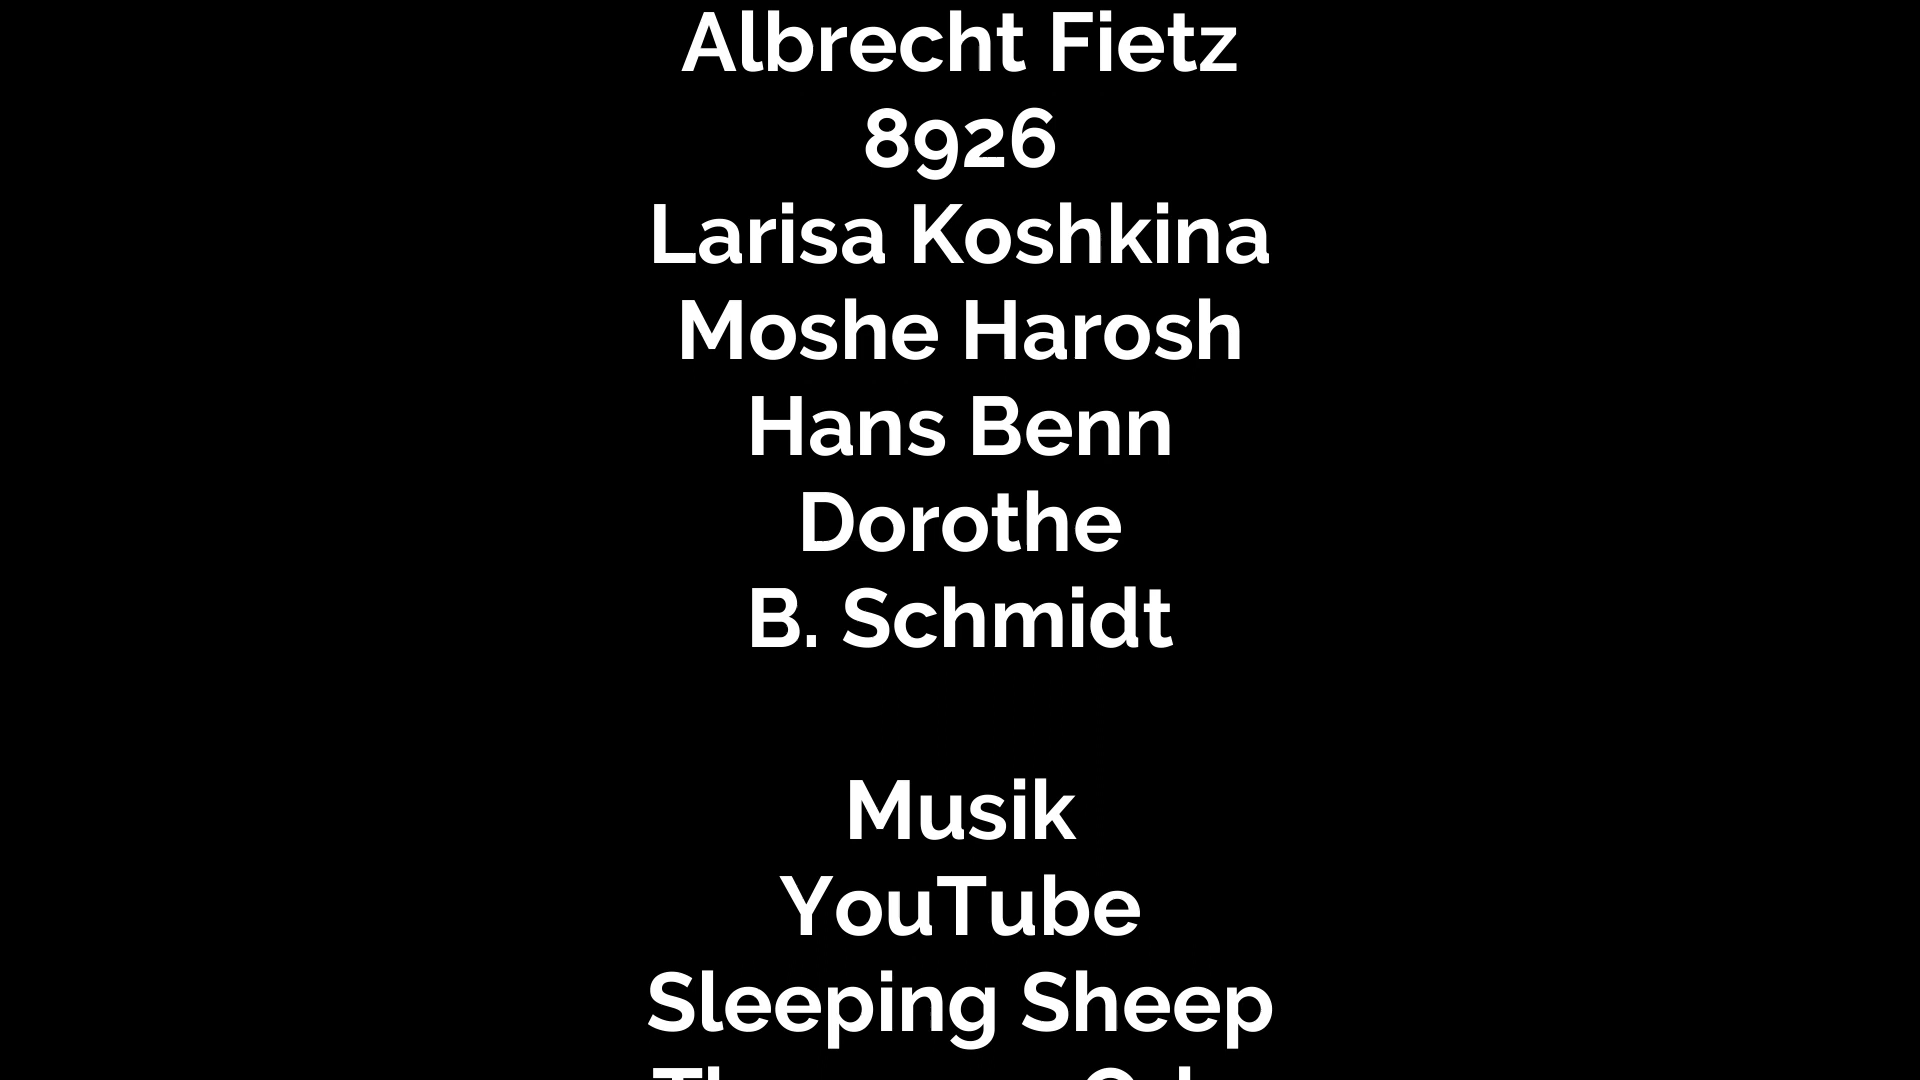 Albrecht Fietz
8926
Larisa Koshkina
Moshe Harosh
Hans Benn
Dorothe
B. Schmidt
Musik
YouTube
Sleeping Sheep